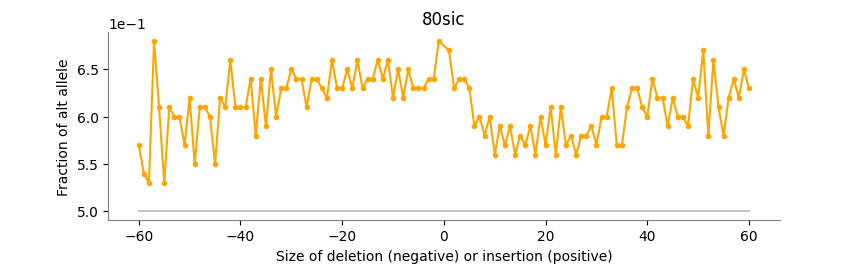 80sic
1e−1
Fraction of alt allele
6.5
6.0
5.5
5.0
−60 −40 −20 0 20 40 60
Size of deletion (negative) or insertion (positive)